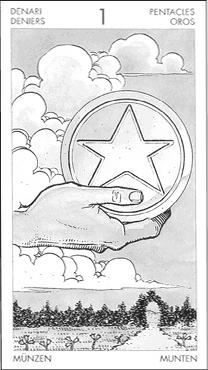 DENARI 1 PENTACLES
DENIERS OROS
MÜNZEN MUNTEN